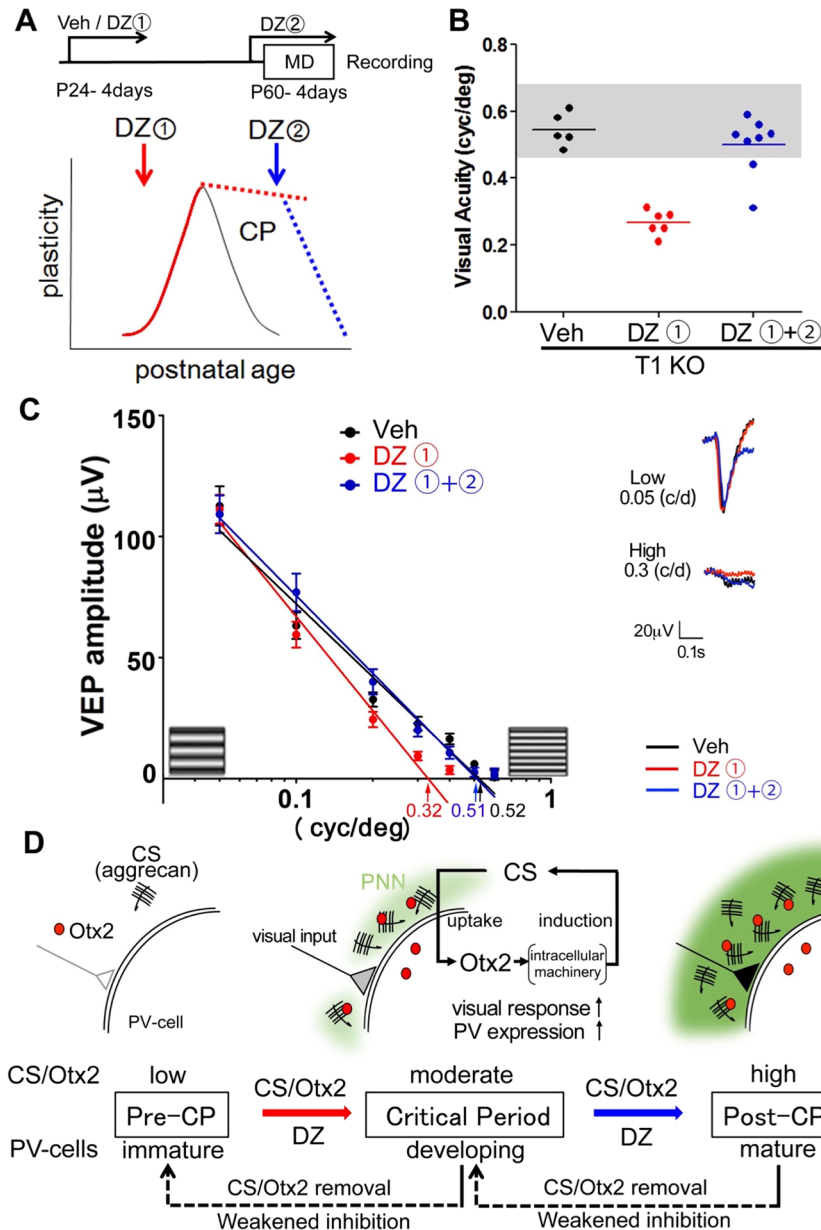 A
Veh / DZ①
DZ②
MD
Recording
P24- 4days
P60- 4days
DZ①
DZ②
CP
plasticity
postnatal age
B
Visual Acuity (cyc/deg)
0.8
0.6
0.4
0.2
0.0
Veh
DZ ①
DZ ①+②
T1 KO
C
VEP amplitude (μV)
150
100
50
0
Veh
DZ ①
DZ ①+②
0.1
1
( cyc/deg)
0.32
0.51
0.52
Low
0.05 (c/d)
High
0.3 (c/d)
20μV
0.1s
Veh
DZ ①
DZ ①+②
D
CS
(aggrecan)
Otx2
PV-cell
PNN
visual input
CS
uptake
induction
Otx2
intracellular
machinery
visual response ↑
PV expression ↑
CS/Otx2
low
CS/Otx2
moderate
CS/Otx2
high
Pre-CP
DZ
Critical Period
DZ
Post-CP
PV-cells
immature
developing
mature
CS/Otx2 removal
Weakened inhibition
CS/Otx2 removal
Weakened inhibition